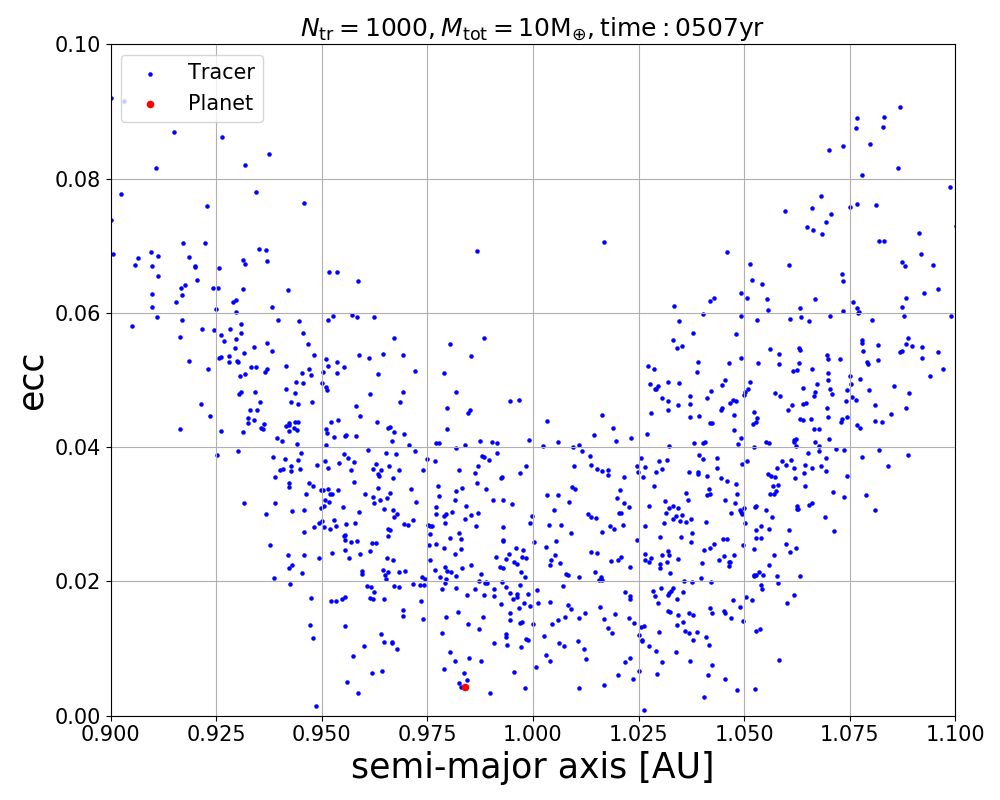 N_tr = 1000, M_tot = 10M_⊕, time : 0507yr
Tracer
Planet
0.10
0.08
0.06
0.04
0.02
0.00
ecc
0.900 0.925 0.950 0.975 1.000 1.025 1.050 1.075 1.100
semi-major axis [AU]